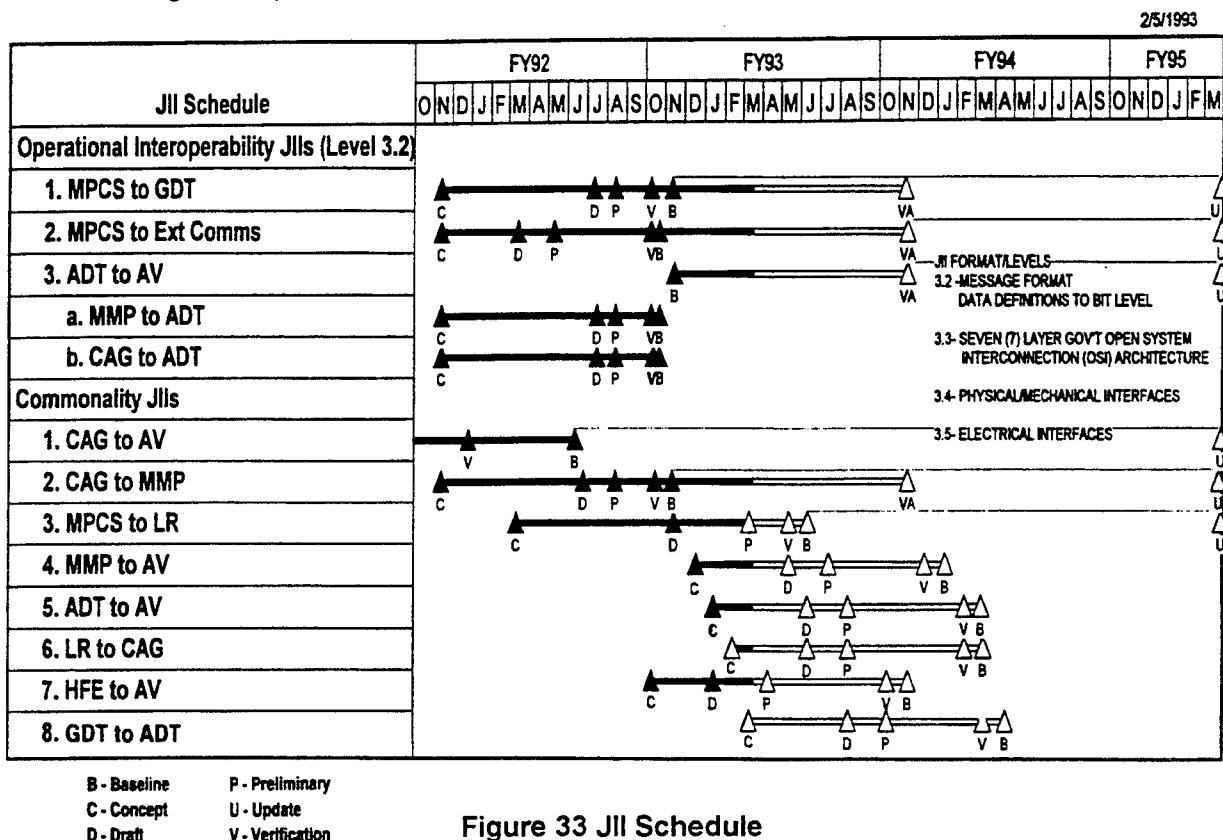 2/5/1993
JII Schedule
FY92 FY93 FY94 FY95
O N D J F M A M J J A S O N D J F M A M J J A S O N D J F M A M J J A S O N D J F M
Operational Interoperability JIIs (Level 3.2)
1. MPCS to GDT
C D P V B VA U
2. MPCS to Ext Comms
C D P VB VA U
3. ADT to AV
B VA U
JII FORMAT/LEVELS
3.2 -MESSAGE FORMAT
DATA DEFINITIONS TO BIT LEVEL
a. MMP to ADT
C D P VB
3.3- SEVEN (7) LAYER GOV'T OPEN SYSTEM
INTERCONNECTION (OSI) ARCHITECTURE
b. CAG to ADT
C D P VB
Commonality JIIs
3.4- PHYSICAL/MECHANICAL INTERFACES
1. CAG to AV
V B U
3.5- ELECTRICAL INTERFACES
2. CAG to MMP
C D P V B VA U
3. MPCS to LR
C D P V B U
4. MMP to AV
C D P V B
5. ADT to AV
C D P V B
6. LR to CAG
C D P V B
7. HFE to AV
C D P V B
8. GDT to ADT
C D P V B
B - Baseline P - Preliminary
C - Concept U - Update
D - Draft V - Verification
Figure 33 JII Schedule